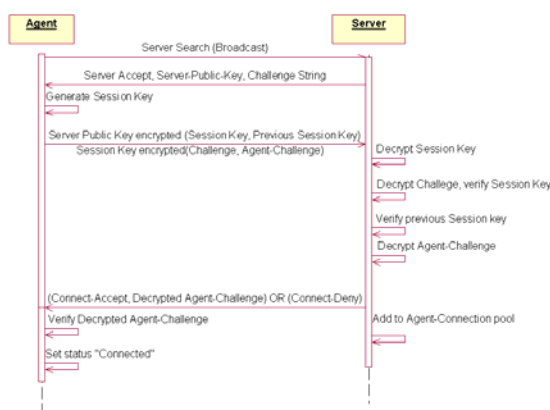 Agent
Server
Server Search (Broadcast)
Server Accept, Server-Public-Key, Challenge String
Generate Session Key
Server Public Key encrypted (Session Key, Previous Session Key)
Session Key encrypted(Challenge, Agent-Challenge)
Decrypt Session Key
Decrypt Challege, verify Session Key
Verify previous Session key
Decrypt Agent-Challenge
(Connect-Accept, Decrypted Agent-Challenge) OR (Connect-Deny)
Verify Decrypted Agent-Challenge
Add to Agent-Connection pool
Set status "Connected"